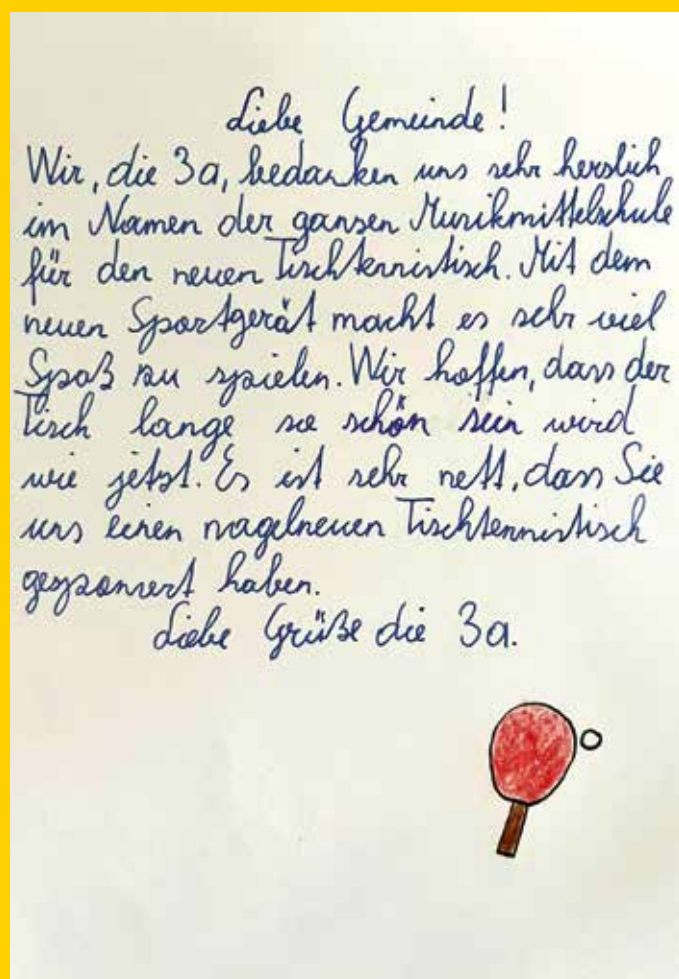 Liebe Gemeinde!
Wir, die 3a, bedanken uns sehr herzlich
im Namen der ganzen Musikmittelschule
für den neuen Tischtennistisch. Mit dem
neuen Sportgerät macht es sehr viel
Spaß zu spielen. Wir hoffen, dass der
Tisch lange so schön sein wird
wie jetzt. Es ist sehr nett, dass Sie
uns einen nagelneuen Tischtennistisch
gesponsert haben.
Liebe Grüße die 3a.